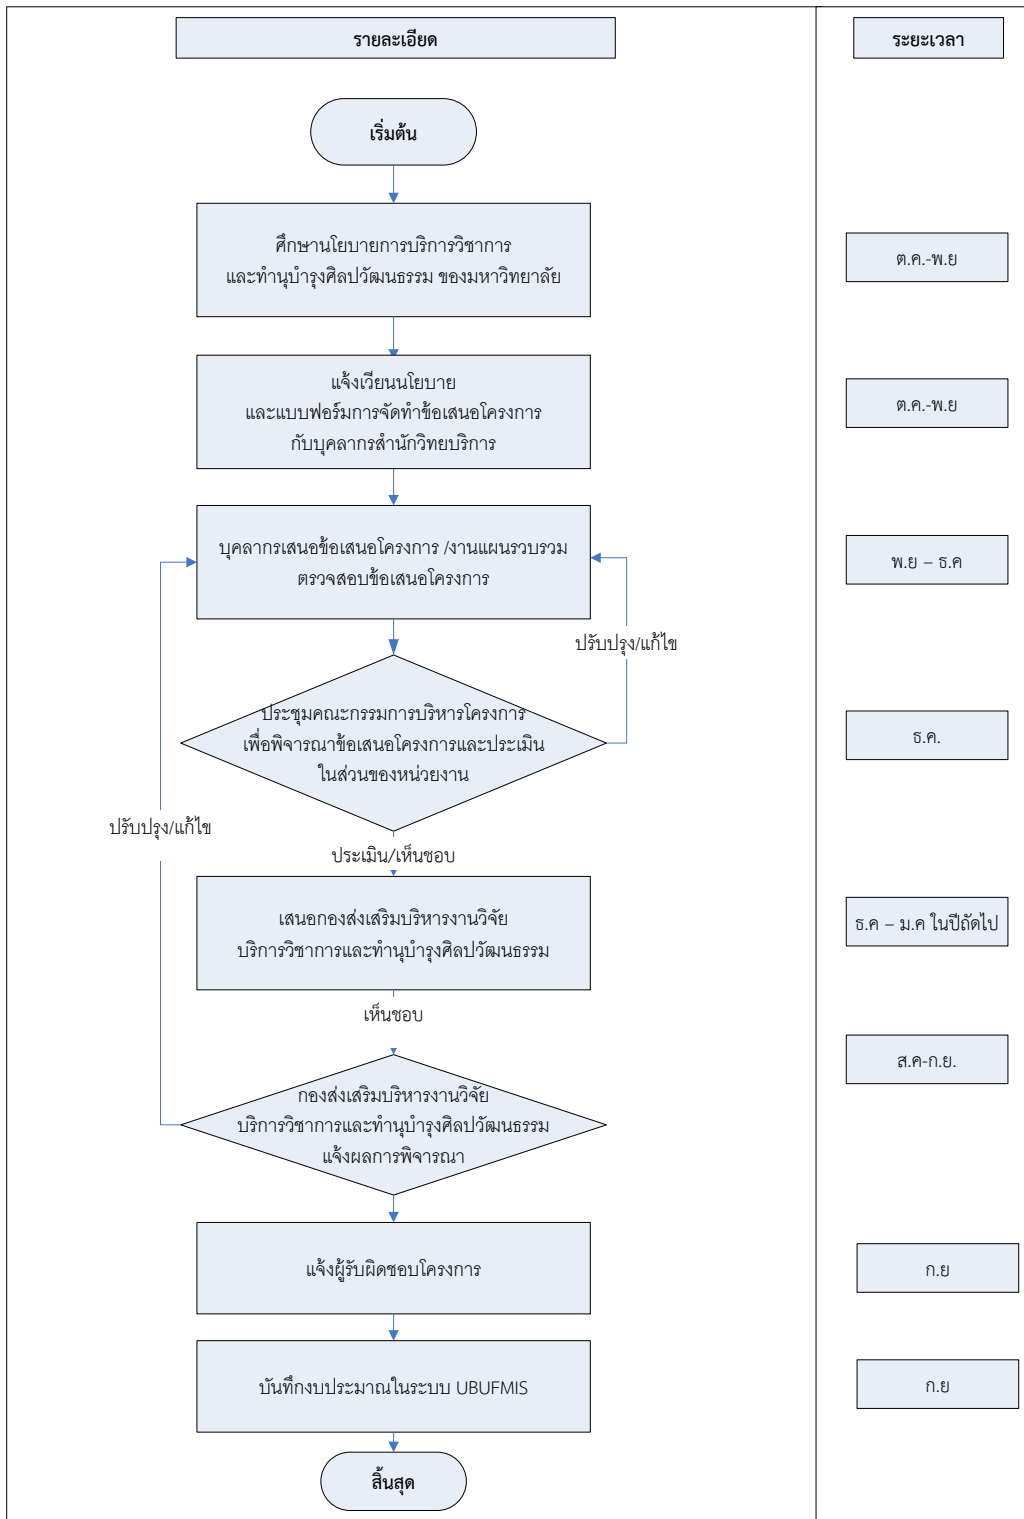 รายละเอียด
ระยะเวลา
เริ่มต้น
ศึกษานโยบายการบริการวิชาการ
และทำนุบำรุงศิลปวัฒนธรรม ของมหาวิทยาลัย
ต.ค.-พ.ย
แจ้งเวียนนโยบาย
และแบบฟอร์มการจัดทำข้อเสนอโครงการ
กับบุคลากรสำนักวิทยบริการ
ต.ค.-พ.ย
บุคลากรเสนอข้อเสนอโครงการ /งานแผนรวบรวม
ตรวจสอบข้อเสนอโครงการ
พ.ย – ธ.ค
ปรับปรุง/แก้ไข
ประชุมคณะกรรมการบริหารโครงการ
เพื่อพิจารณาข้อเสนอโครงการและประเมิน
ในส่วนของหน่วยงาน
ธ.ค.
ปรับปรุง/แก้ไข
ประเมิน/เห็นชอบ
เสนอกองส่งเสริมบริหารงานวิจัย
บริการวิชาการและทำนุบำรุงศิลปวัฒนธรรม
ธ.ค – ม.ค ในปีถัดไป
เห็นชอบ
ส.ค-ก.ย.
กองส่งเสริมบริหารงานวิจัย
บริการวิชาการและทำนุบำรุงศิลปวัฒนธรรม
แจ้งผลการพิจารณา
แจ้งผู้รับผิดชอบโครงการ
ก.ย
บันทึกงบประมาณในระบบ UBUFMIS
ก.ย
สิ้นสุด